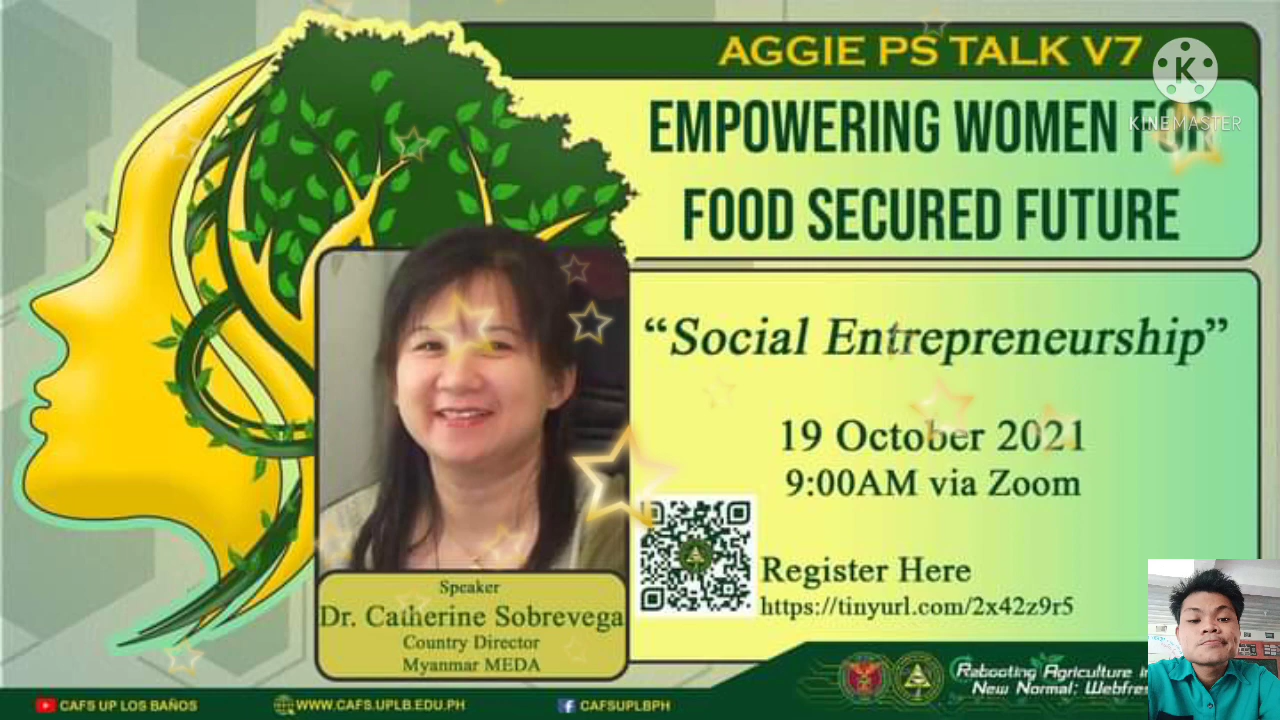 AGGIE PS TALK V7
KINEMASTER
EMPOWERING WOMEN FOR
FOOD SECURED FUTURE
“Social Entrepreneurship”
19 October 2021
9:00AM via Zoom
Register Here
https://tinyurl.com/2x42z9r5
Speaker
Dr. Catherine Sobrevega
Country Director
Myanmar MEDA
Rebooting Agriculture in
New Normal:
CAFS UP LOS BAÑOS
WWW.CAFS.UPLB.EDU.PH
CAFSUPLBPH